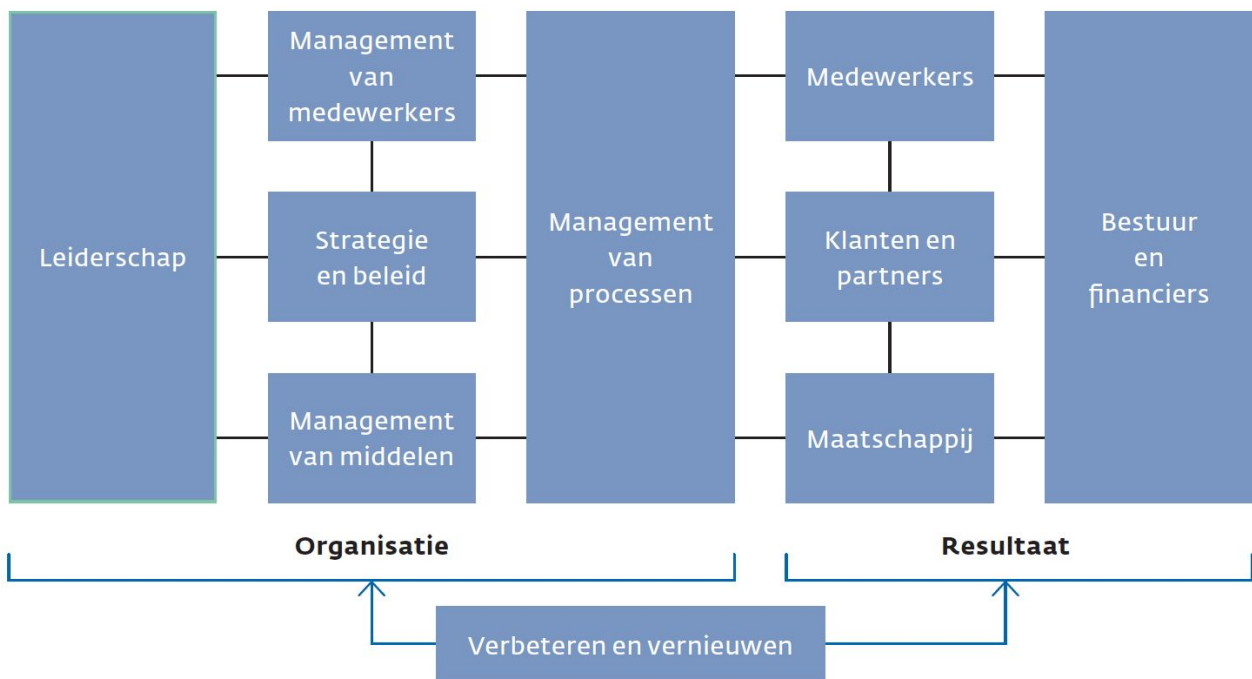 Leiderschap
Management
van
medewerkers
Strategie
en beleid
Management
van middelen
Management
van
processen
Medewerkers
Klanten en
partners
Maatschappij
Bestuur
en
financiers
Organisatie
Resultaat
Verbeteren en vernieuwen